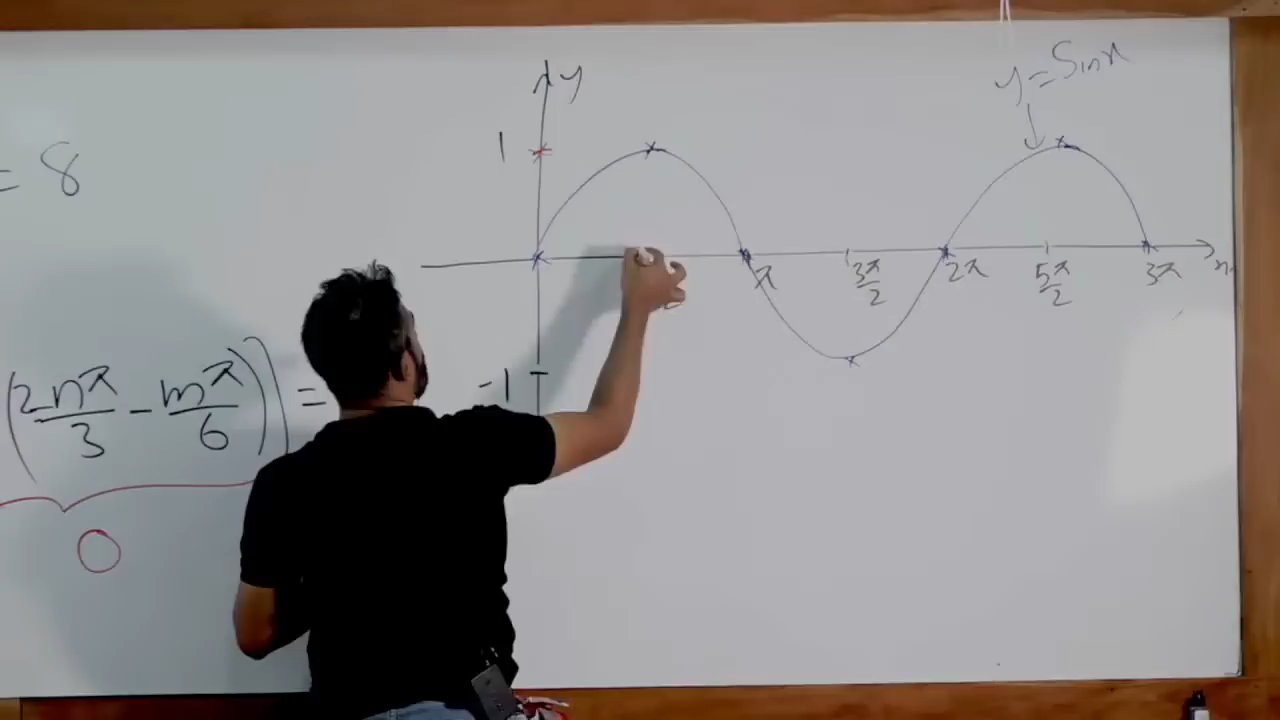 = 8
(2nπ/3 - mπ/6)) =
0
y
y = Sinx
1
-1
π
3π/2
2π
5π/2
3π
x